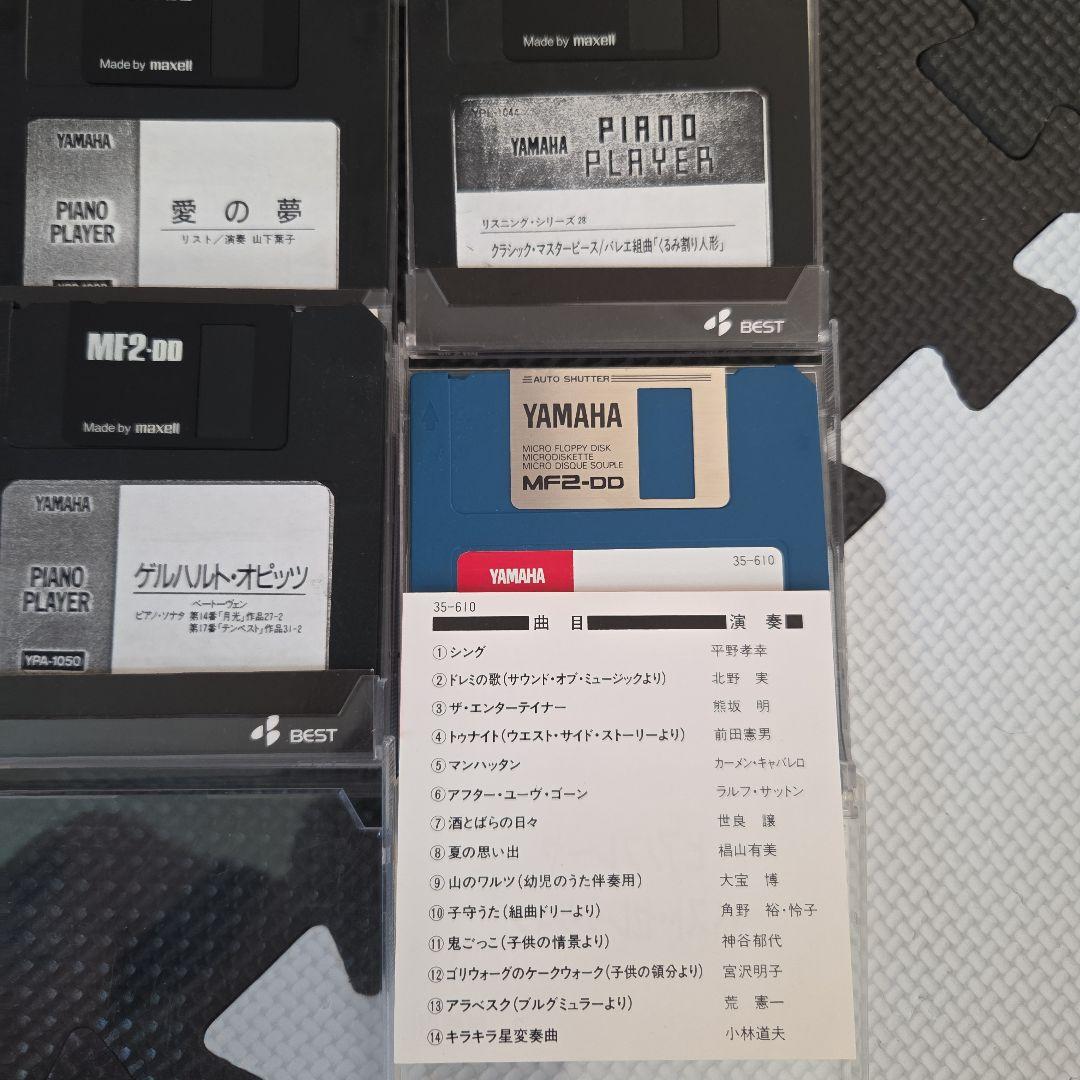 Made by maxell
YAMAHA
PIANO
PLAYER
愛の夢
リスト/演奏 山下葉子
Made by maxell
YPL-1044
YAMAHA
PIANO
PLAYER
リスニング・シリーズ 28
クラシック・マスターピース/バレエ組曲「くるみ割り人形」
BEST
MF2-DD
Made by maxell
YAMAHA
PIANO
PLAYER
YPA-1050
ゲルハルト・オピッツ
ベートーヴェン
ピアノ・ソナタ 第14番「月光」作品27-2
第17番「テンペスト」作品31-2
BEST
AUTO SHUTTER
YAMAHA
MICRO FLOPPY DISK
MICRODISKETTE
MICRO DISQUE SOUPLE
MF2-DD
YAMAHA
35-610
35-610
曲 目 演 奏
①シング 平野孝幸
②ドレミの歌(サウンド・オブ・ミュージックより) 北野 実
③ザ・エンターテイナー 熊坂 明
④トゥナイト(ウエスト・サイド・ストーリーより) 前田憲男
⑤マンハッタン カーメン・キャバレロ
⑥アフター・ユーヴ・ゴーン ラルフ・サットン
⑦酒とばらの日々 世良 譲
⑧夏の思い出 椙山有美
⑨山のワルツ(幼児のうた伴奏用) 大宝 博
⑩子守うた(組曲ドリーより) 角野 裕・怜子
⑪鬼ごっこ(子供の情景より) 神谷郁代
⑫ゴリウォーグのケークウォーク(子供の領分より) 宮沢明子
⑬アラベスク(ブルグミュラーより) 荒 憲一
⑭キラキラ星変奏曲 小林道夫